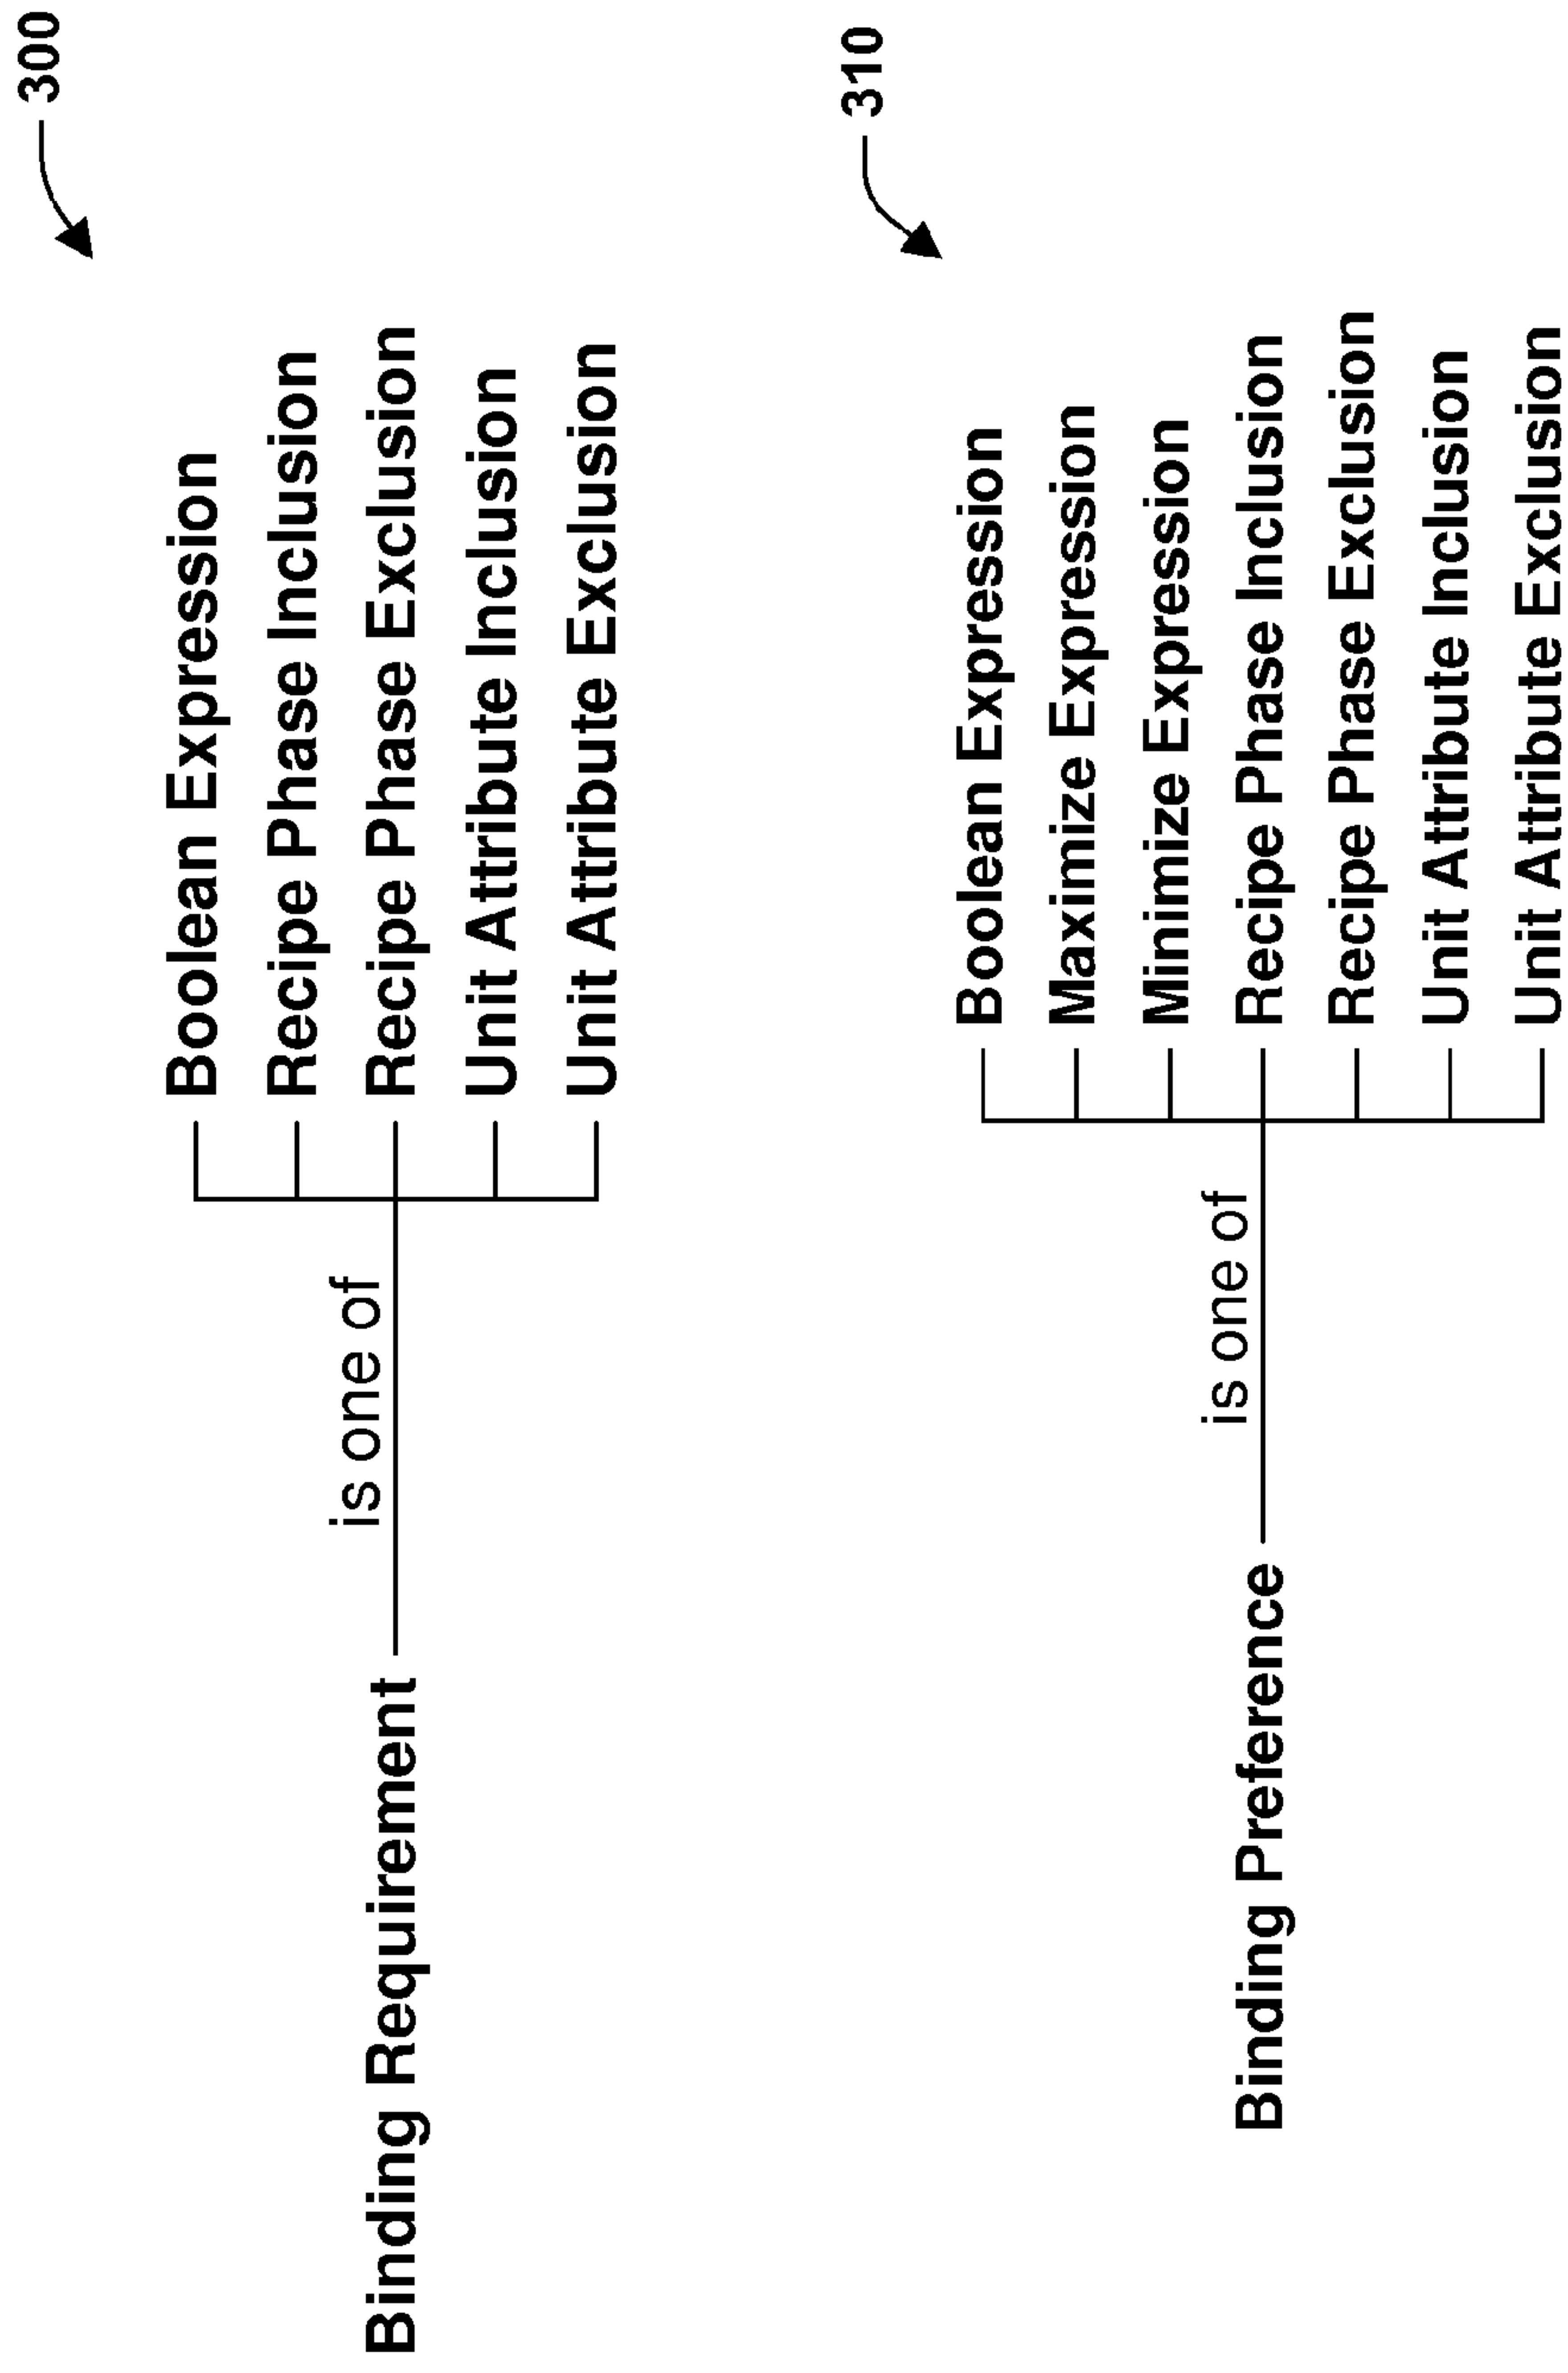 300
Boolean Expression
Recipe Phase Inclusion
is one of
Binding Requirement
Recipe Phase Exclusion
Unit Attribute Inclusion
Unit Attribute Exclusion
310
Boolean Expression
Maximize Expression
Minimize Expression
is one of
Binding Preference
Recipe Phase Inclusion
Recipe Phase Exclusion
Unit Attribute Inclusion
Unit Attribute Exclusion